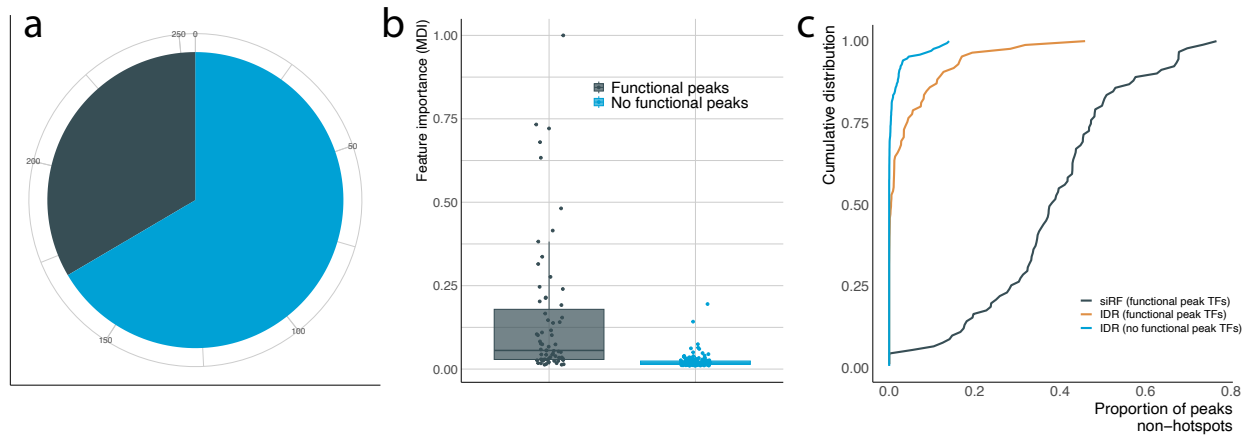 a
250
0
50
100
150
200
b
Feature importance (MDI)
1.00
0.75
0.50
0.25
0.00
Functional peaks
No functional peaks
c
Cumulative distribution
1.00
0.75
0.50
0.25
0.00
siRF (functional peak TFs)
IDR (functional peak TFs)
IDR (no functional peak TFs)
0.0
0.2
0.4
0.6
0.8
Proportion of peaks
non−hotspots